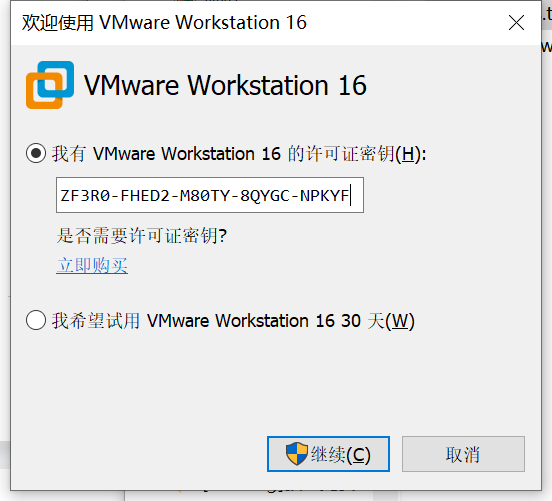 欢迎使用 VMware Workstation 16
VMware Workstation 16
我有 VMware Workstation 16 的许可证密钥(H):
ZF3R0-FHED2-M80TY-8QYGC-NPKYF
是否需要许可证密钥?
立即购买
我希望试用 VMware Workstation 16 30 天(W)
继续(C)
取消